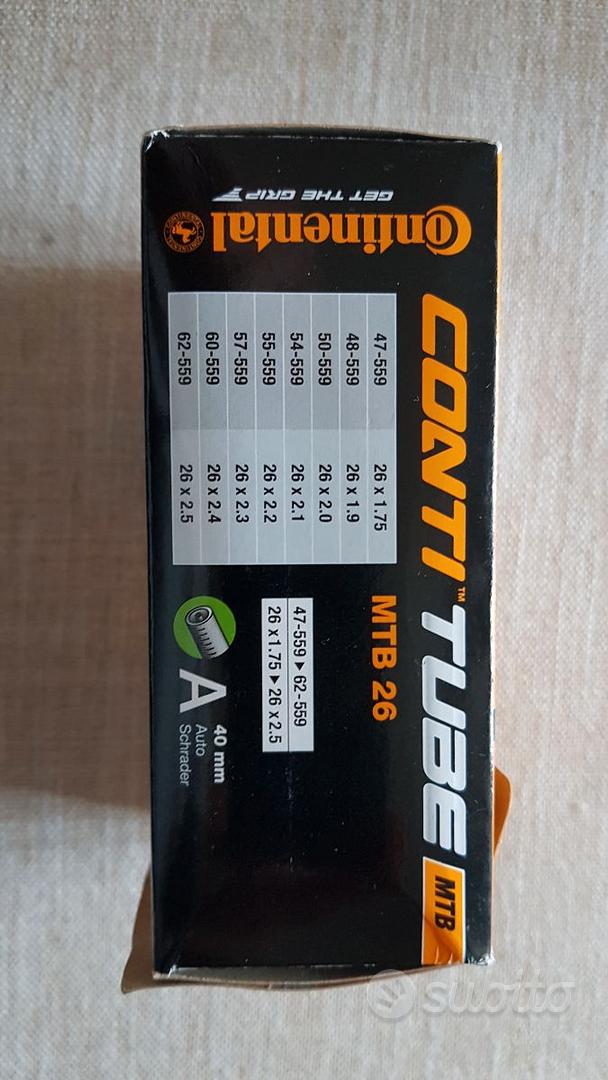 Continental
GET THE GRIP
CONTINENTAL
CONTI™ TUBE MTB
MTB 26
47-559 26 x 1.75
48-559 26 x 1.9
50-559 26 x 2.0
54-559 26 x 2.1
55-559 26 x 2.2
57-559 26 x 2.3
60-559 26 x 2.4
62-559 26 x 2.5
47-559 ▸ 62-559
26 x1.75 ▸ 26 x 2.5
A
40 mm
Auto
Schrader
subito